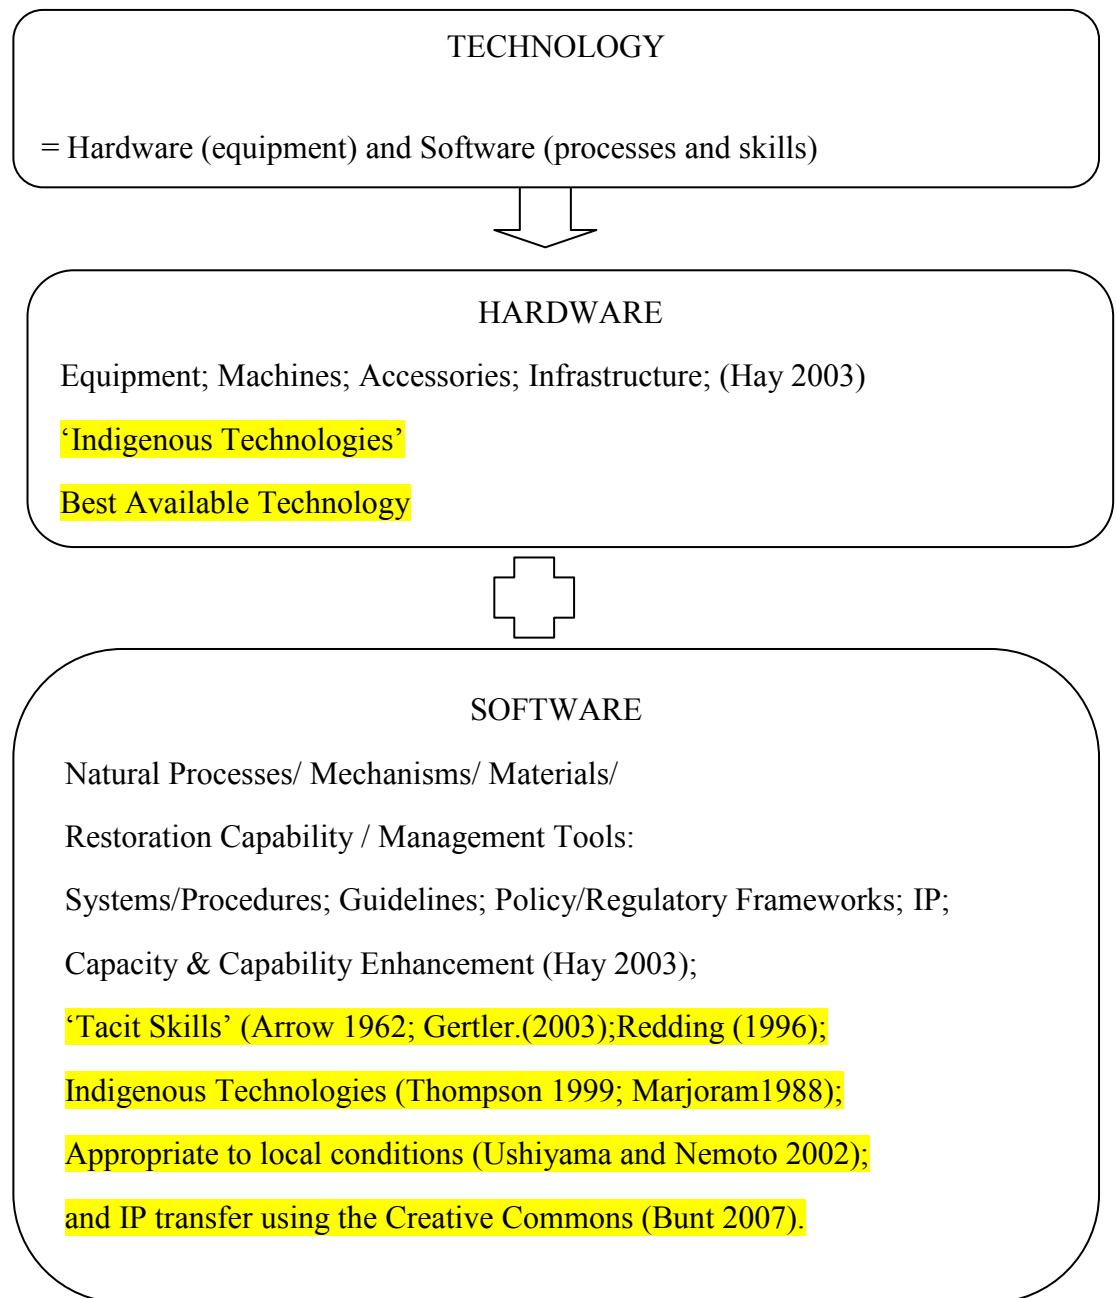 TECHNOLOGY
= Hardware (equipment) and Software (processes and skills)
HARDWARE
Equipment; Machines; Accessories; Infrastructure; (Hay 2003)
‘Indigenous Technologies’
Best Available Technology
SOFTWARE
Natural Processes/ Mechanisms/ Materials/
Restoration Capability / Management Tools:
Systems/Procedures; Guidelines; Policy/Regulatory Frameworks; IP;
Capacity & Capability Enhancement (Hay 2003);
‘Tacit Skills’ (Arrow 1962; Gertler.(2003);Redding (1996);
Indigenous Technologies (Thompson 1999; Marjoram1988);
Appropriate to local conditions (Ushiyama and Nemoto 2002);
and IP transfer using the Creative Commons (Bunt 2007).